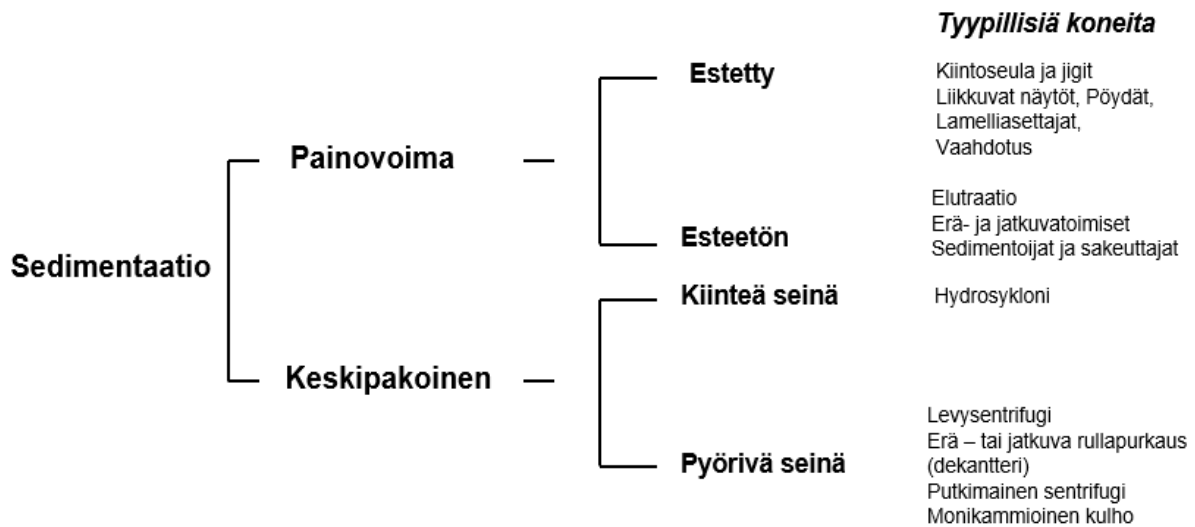 Tyypillisiä koneita
Estetty
Kiintoseula ja jigit
Liikkuvat näytöt, Pöydät,
Lamelliasettajat,
Vaahdotus
Painovoima
Elutraatio
Erä- ja jatkuvatoimiset
Sedimentoijat ja sakeuttajat
Esteetön
Sedimentaatio
Kiinteä seinä
Hydrosykloni
Keskipakoinen
Levysentrifugi
Erä – tai jatkuva rullapurkaus
(dekantteri)
Putkimainen sentrifugi
Monikammioinen kulho
Pyörivä seinä